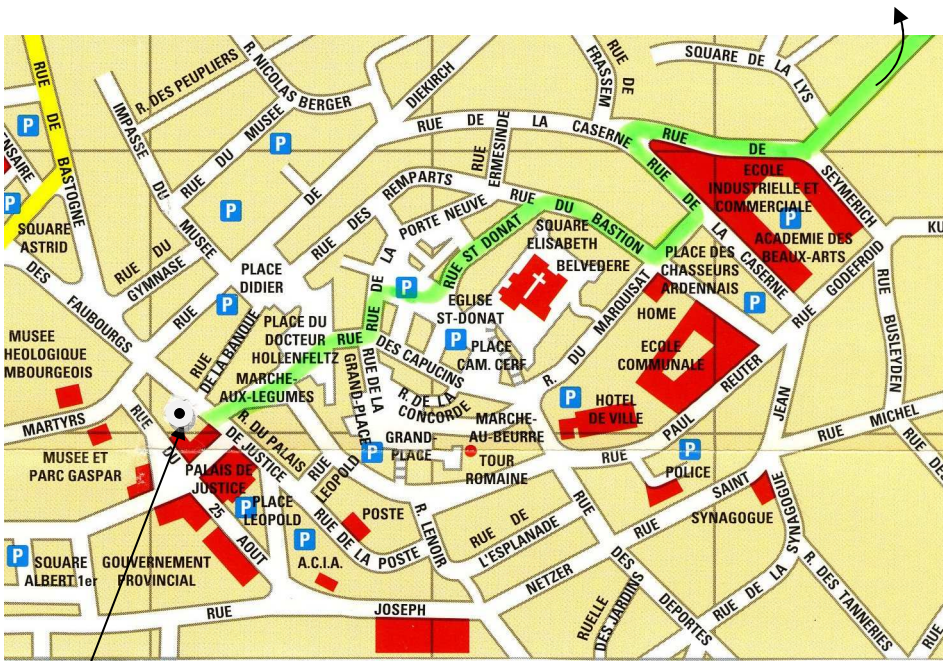 RUE DE BASTOGNE
IMPASSE DU MUSEE
R. DES PEUPLIERS
R. NICOLAS BERGER
RUE DU MUSEE
RUE DE DIEKIRCH
RUE DE LA CASERNE
RUE DE FRASSEM
SQUARE DE LA LYS
RUE DE SEYMERICH
P
P
P
P
P
SQUARE
ASTRID
RUE DU
GYMNASE
DES FAUBOURGS
PLACE
DIDIER
RUE DES REMPARTS
RUE
ERMESINDE
RUE DE LA
PORTE NEUVE
RUE ST DONAT
RUE DU BASTION
SQUARE
ELISABETH
BELVEDERE
ECOLE
INDUSTRIELLE ET
COMMERCIALE
P
ACADEMIE DES
BEAUX-ARTS
RUE DE LA CASERNE
PLACE DES
CHASSEURS
ARDENNAIS
RUE GODEFROID
KU
RUE BUSLEYDEN
P
P
P
EGLISE
ST-DONAT
P
PLACE
CAM. CERF
R. DU MARQUISAT
HOME
ECOLE
COMMUNALE
MUSEE
HEOLOGIQUE
MBOURGEOIS
RUE
DE LA BANQUE
PLACE DU
DOCTEUR
HOLLENFELTZ
MARCHE-
AUX-LEGUMES
RUE DES CAPUCINS
RUE DE LA
GRAND-PLACE
R. DE LA
CONCORDE
MARTYRS
MUSEE ET
PARC GASPAR
RUE DU 25 AOUT
PALAIS DE
JUSTICE
R. DU PALAIS
DE JUSTICE
RUE
LEOPOLD
GRAND-
PLACE
P
MARCHE-
AU-BEURRE
TOUR
ROMAINE
P
HOTEL
DE VILLE
RUE PAUL REUTER
P
POLICE
RUE JEAN
RUE MICHEL
RUE DE
P
PLACE
LEOPOLD
P
A.C.I.A.
POSTE
RUE DE LA POSTE
R. LENOIR
RUE DE
L'ESPLANADE
RUE SAINT
SYNAGOGUE
P
SQUARE
ALBERT 1er
GOUVERNEMENT
PROVINCIAL
RUE JOSEPH NETZER
RUE DES DEPORTES
RUELLE
DES JARDINS
RUE DE LA SYNAGOGUE
R. DES TANNERIES
RUE